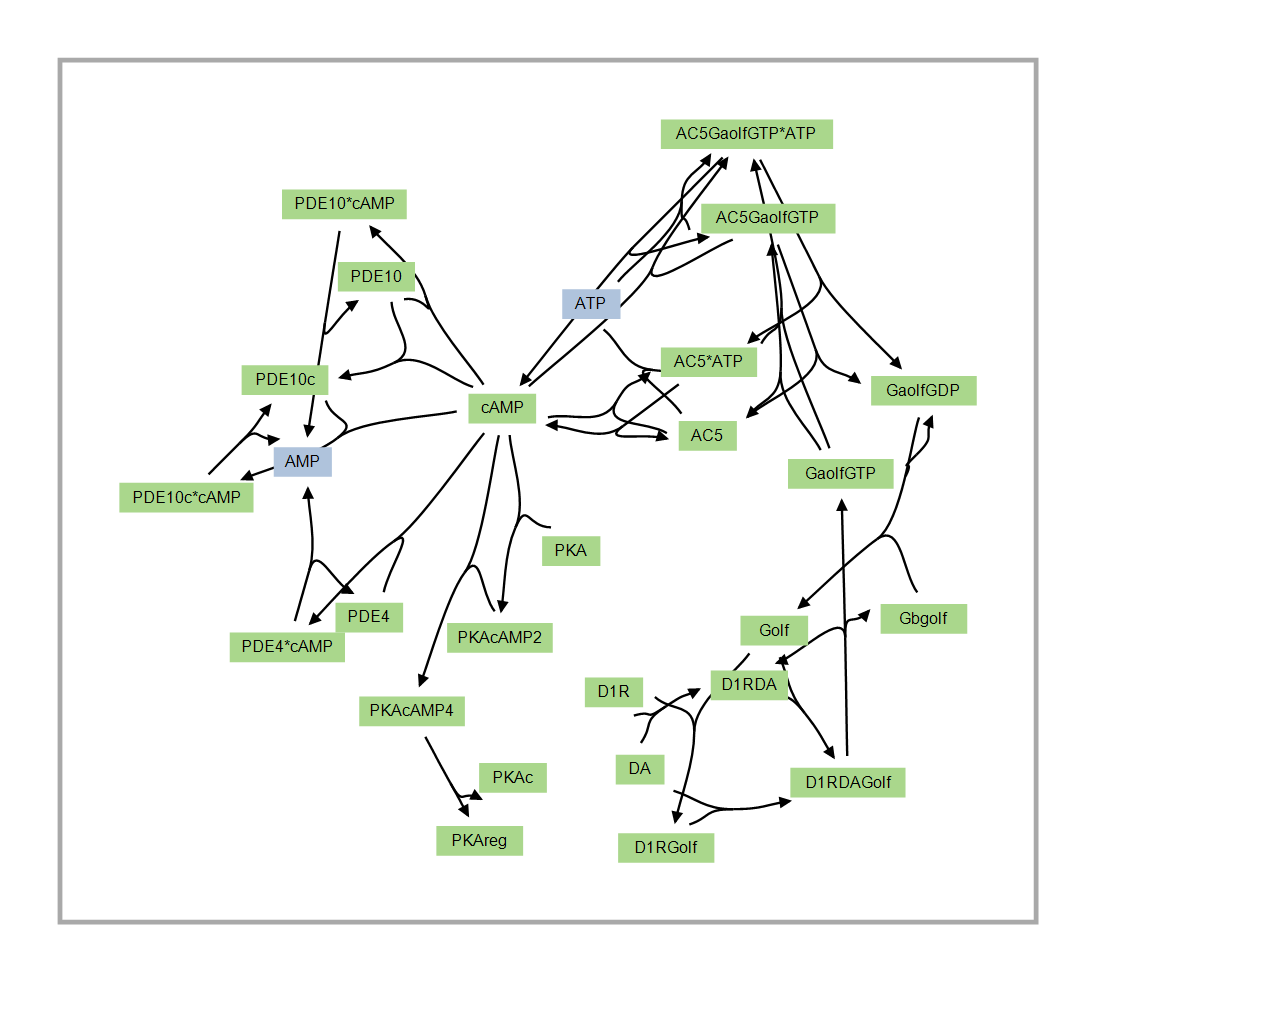 AC5GaolfGTP*ATP
PDE10*cAMP
AC5GaolfGTP
PDE10
ATP
AC5*ATP
PDE10c
GaolfGDP
cAMP
AC5
AMP
GaolfGTP
PDE10c*cAMP
PKA
PDE4
Gbgolf
Golf
PKAcAMP2
PDE4*cAMP
D1RDA
D1R
PKAcAMP4
DA
PKAc
D1RDAGolf
PKAreg
D1RGolf